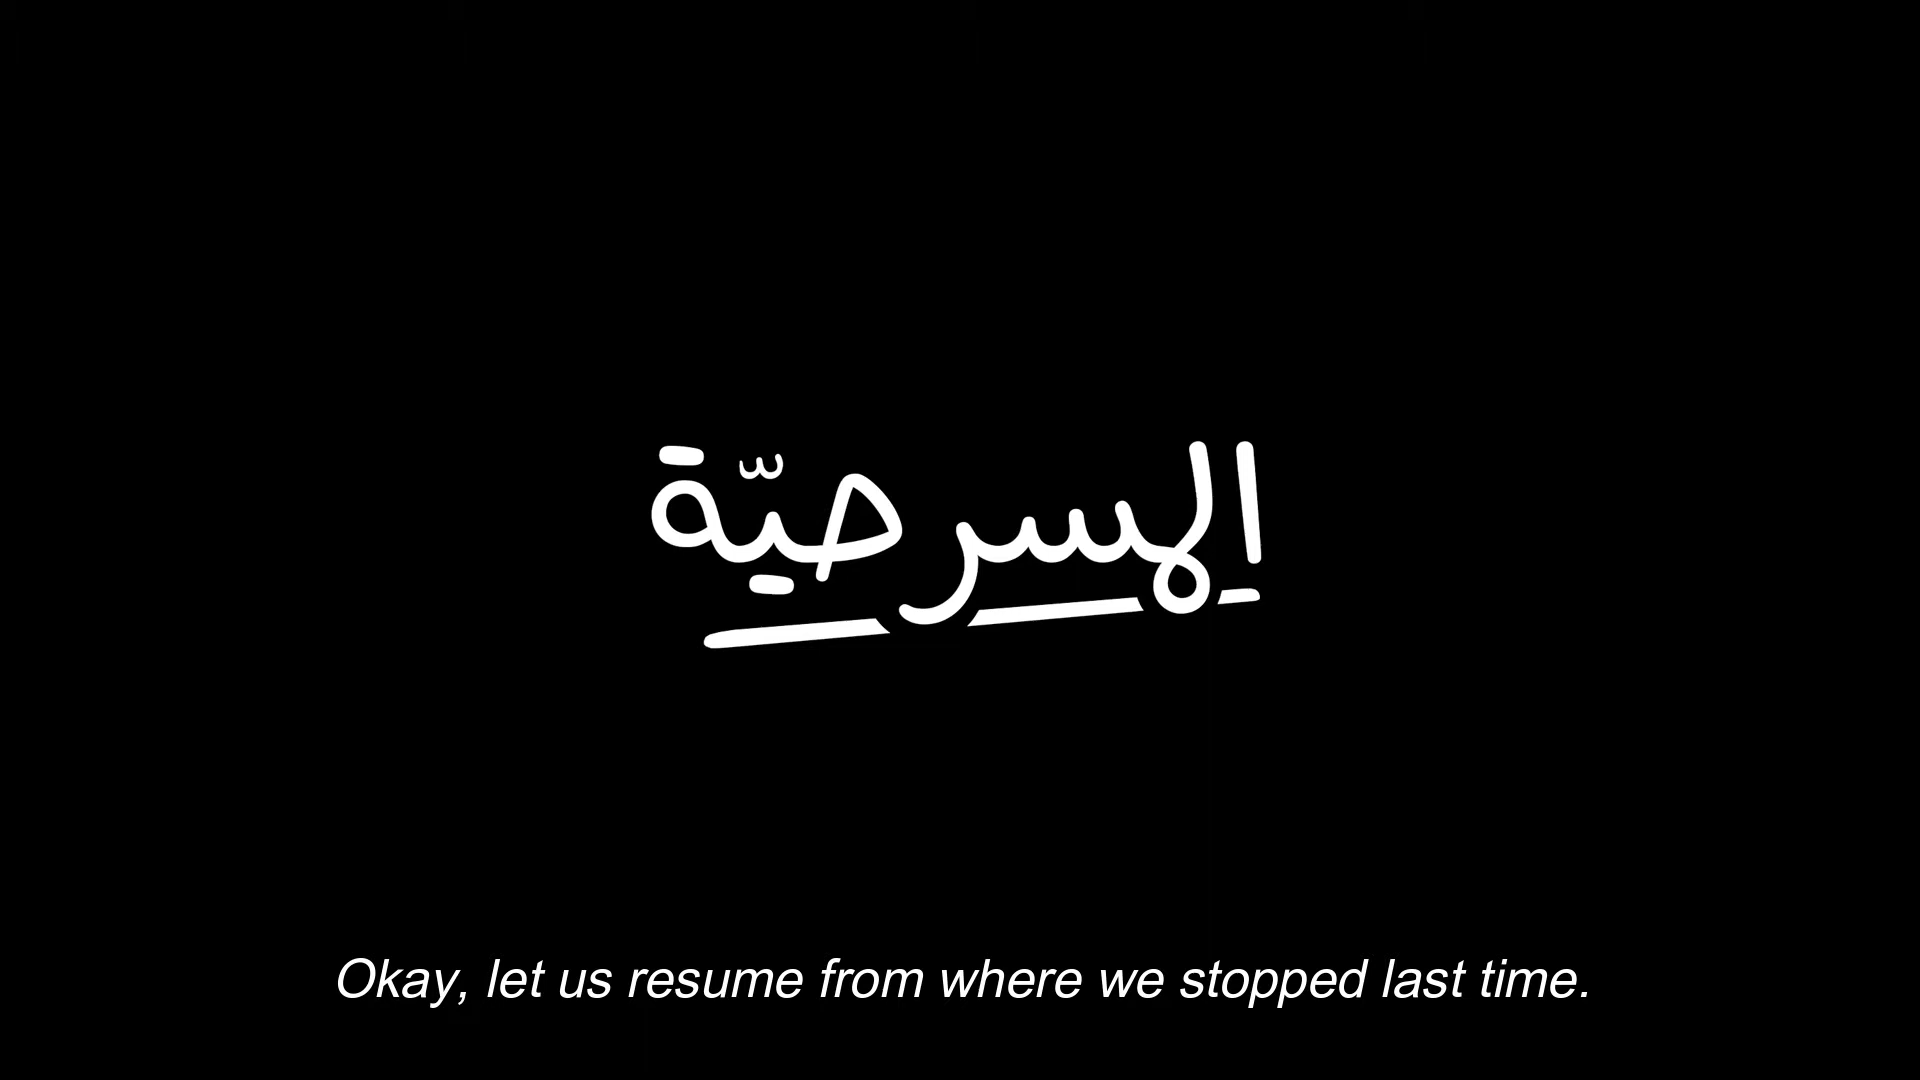 المسرحيّة
Okay, let us resume from where we stopped last time.